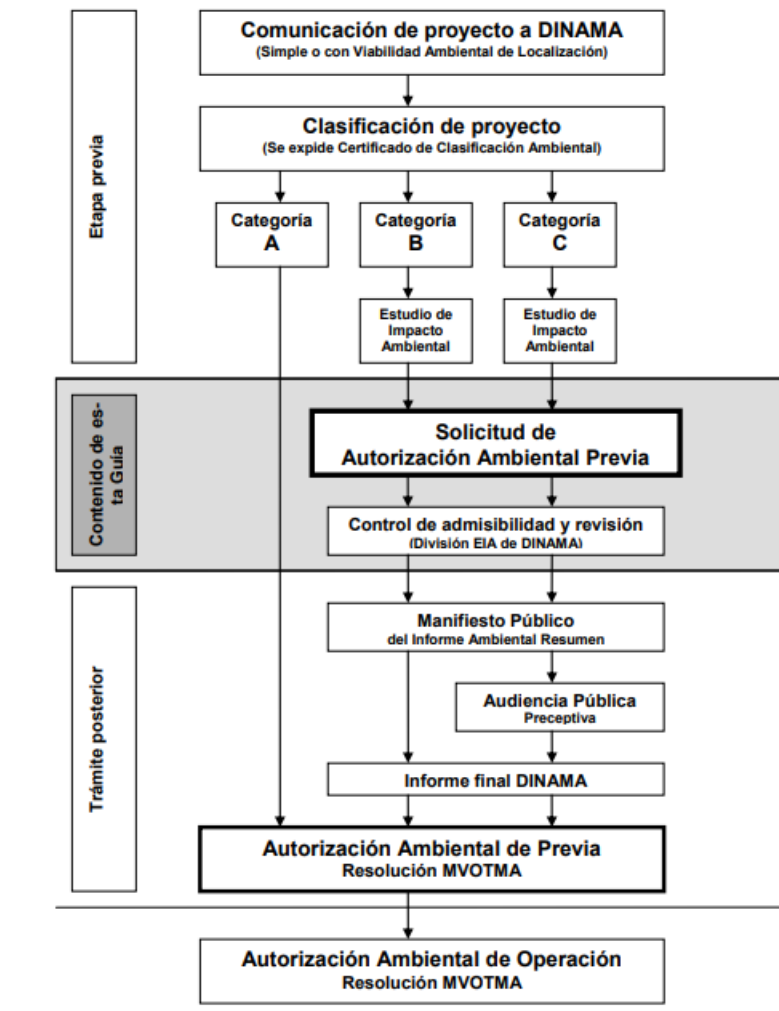 Comunicación de proyecto a DINAMA
(Simple o con Viabilidad Ambiental de Localización)
Etapa previa
Clasificación de proyecto
(Se expide Certificado de Clasificación Ambiental)
Categoría
A
Categoría
B
Categoría
C
Estudio de
Impacto
Ambiental
Estudio de
Impacto
Ambiental
Contenido de es-
ta Guía
Solicitud de
Autorización Ambiental Previa
Control de admisibilidad y revisión
(División EIA de DINAMA)
Trámite posterior
Manifiesto Público
del Informe Ambiental Resumen
Audiencia Pública
Preceptiva
Informe final DINAMA
Autorización Ambiental de Previa
Resolución MVOTMA
Autorización Ambiental de Operación
Resolución MVOTMA